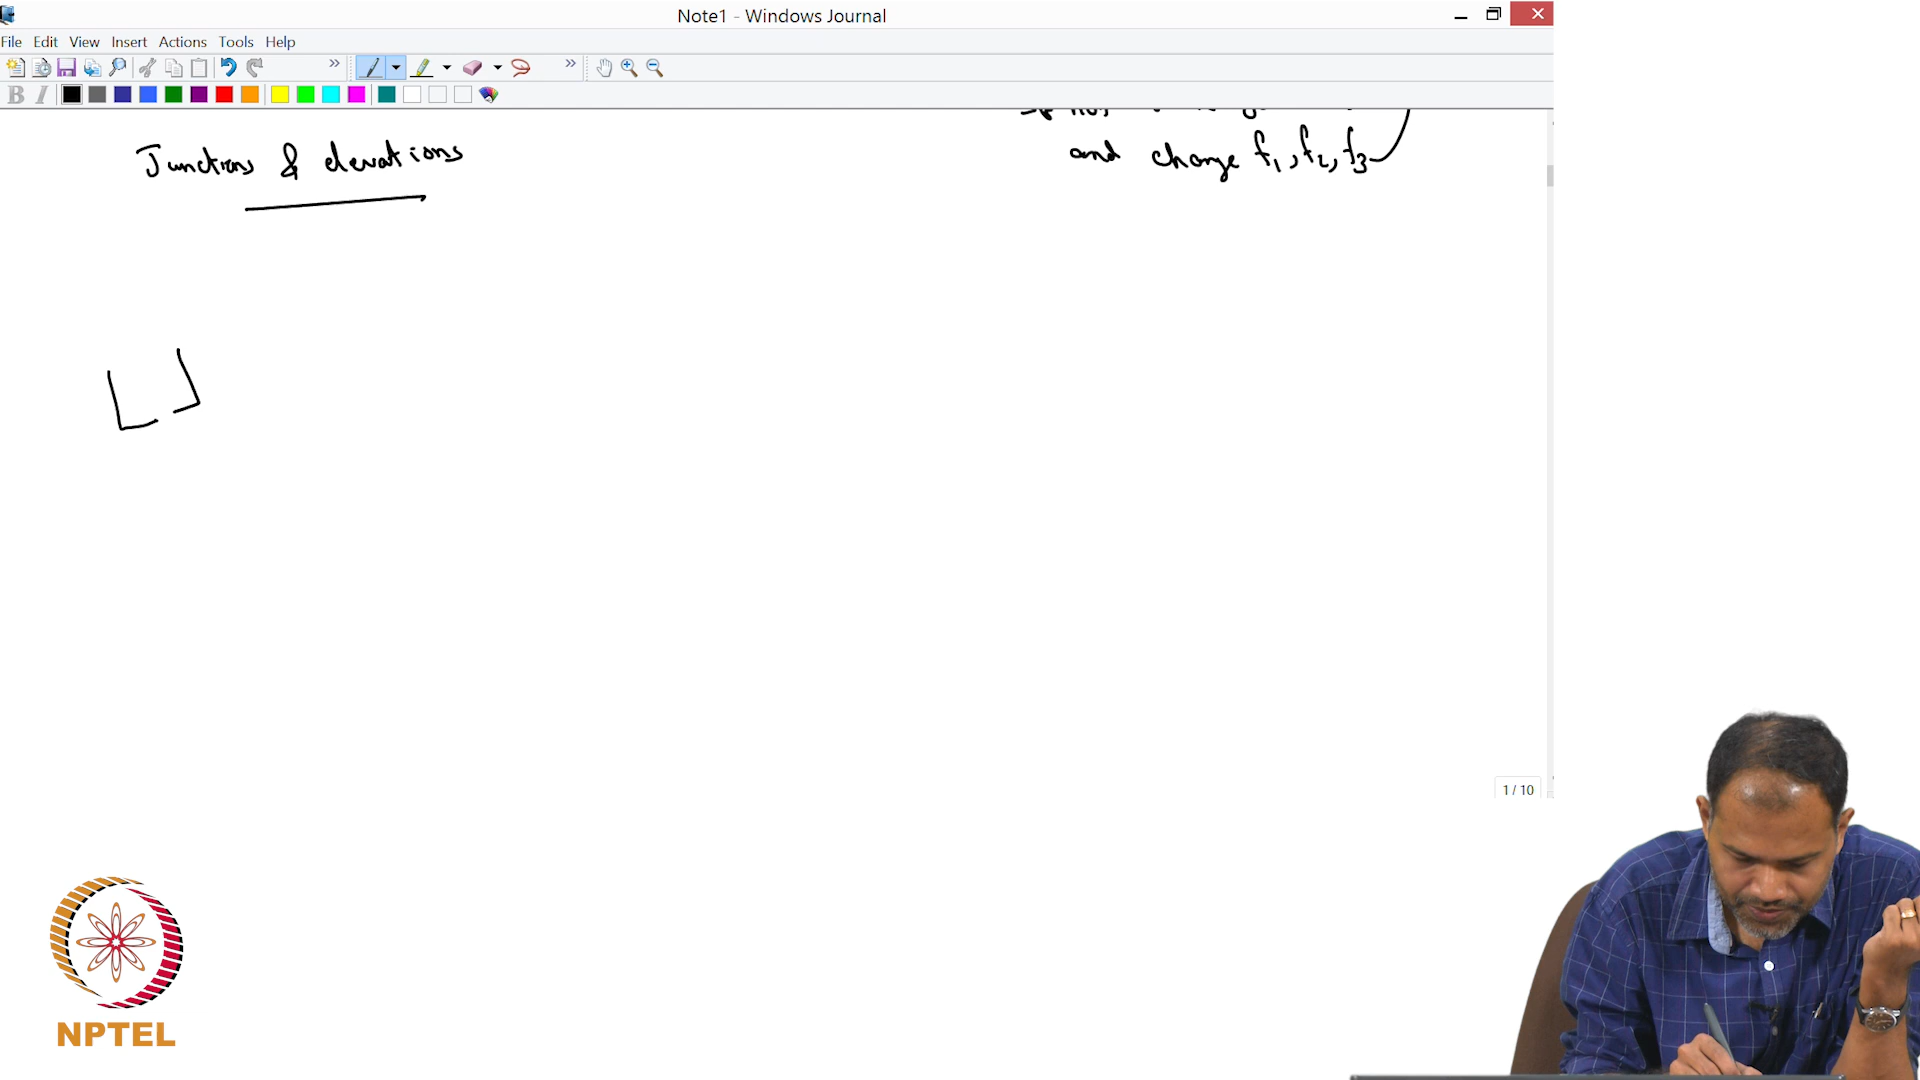 Note1 - Windows Journal
File Edit View Insert Actions Tools Help
B I
and change f1, f2, f3
Junctions & elevations
1 / 10
NPTEL